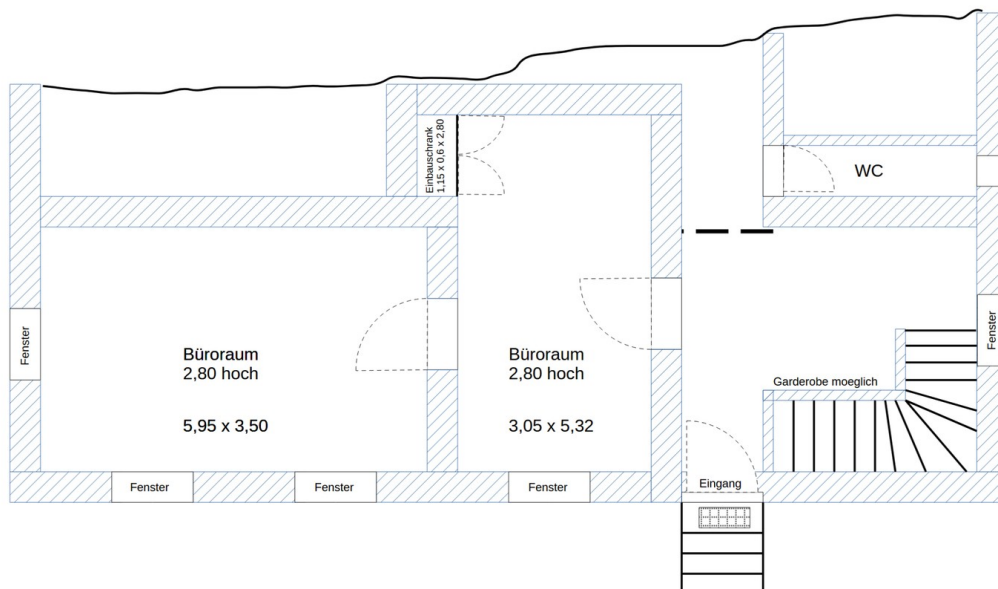 Einbauschrank
1,15 x 0,6 x 2,80
WC
Fenster
Büroraum
2,80 hoch
5,95 x 3,50
Büroraum
2,80 hoch
3,05 x 5,32
Fenster
Garderobe moeglich
Fenster
Fenster
Fenster
Eingang